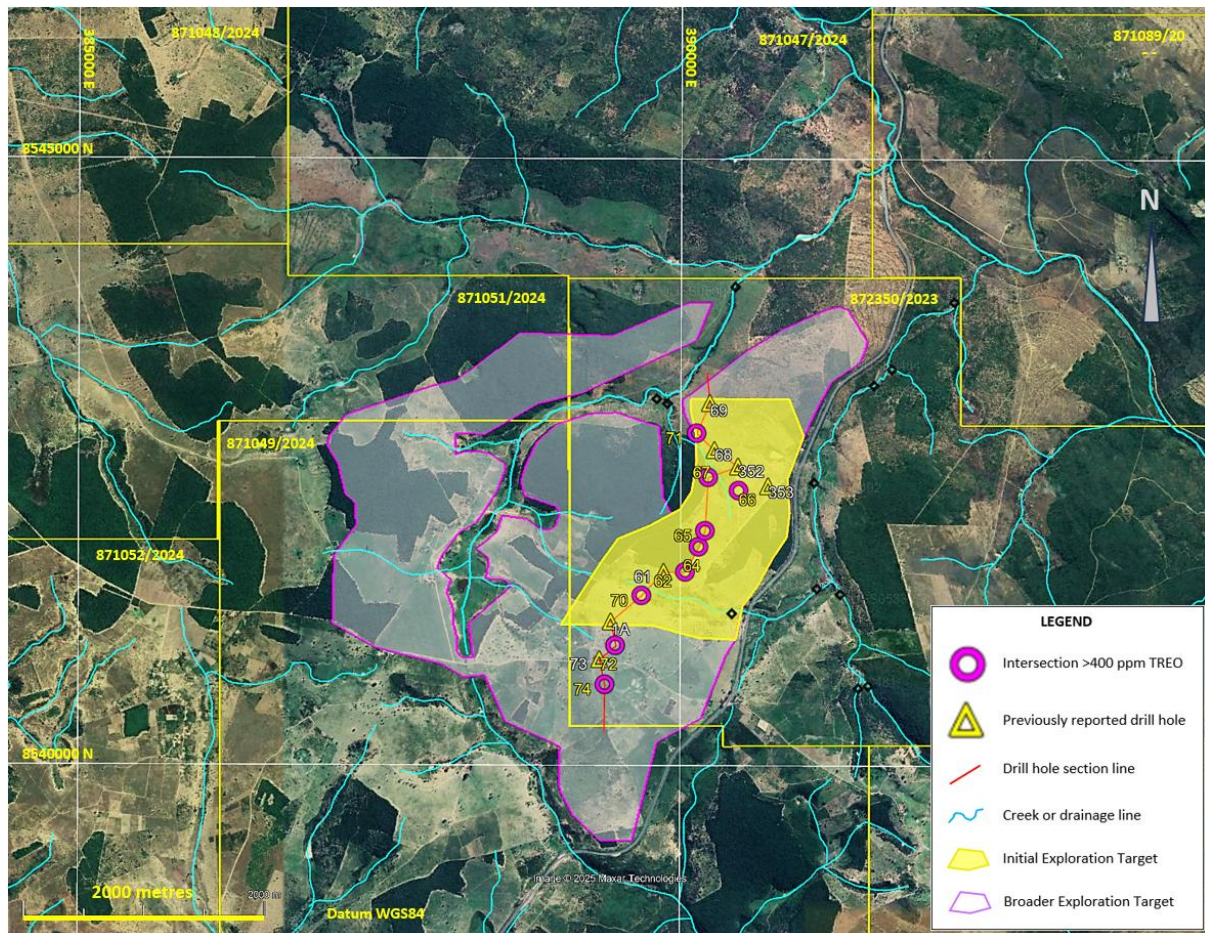 871048/2024
871047/2024
871089/20
385000 E
390000 E
8545000 N
N
871051/2024
872350/2023
871049/2024
871052/2024
69
71
68
67
352
353
66
65
64
62
61
70
1A
73
72
74
8540000 N
2000 metres
2000 m
Image © 2025 Maxar Technologies
Datum WGS84
LEGEND
Intersection >400 ppm TREO
Previously reported drill hole
Drill hole section line
Creek or drainage line
Initial Exploration Target
Broader Exploration Target